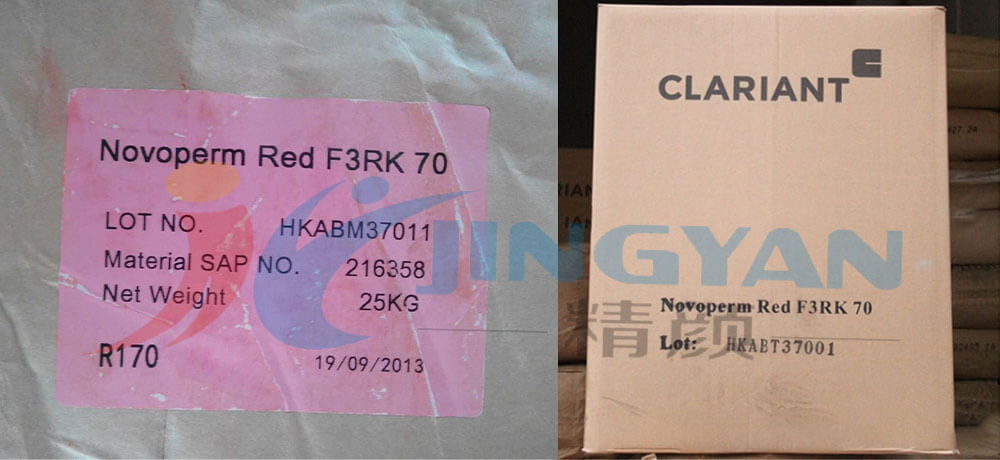 Novoperm Red F3RK 70
LOT NO. HKABM37011
Material SAP NO. 216358
Net Weight 25KG
R170 19/09/2013
CLARIANT
Novoperm Red F3RK 70
Lot: HKABT37001
JINGYAN
精颜
CLARIAN